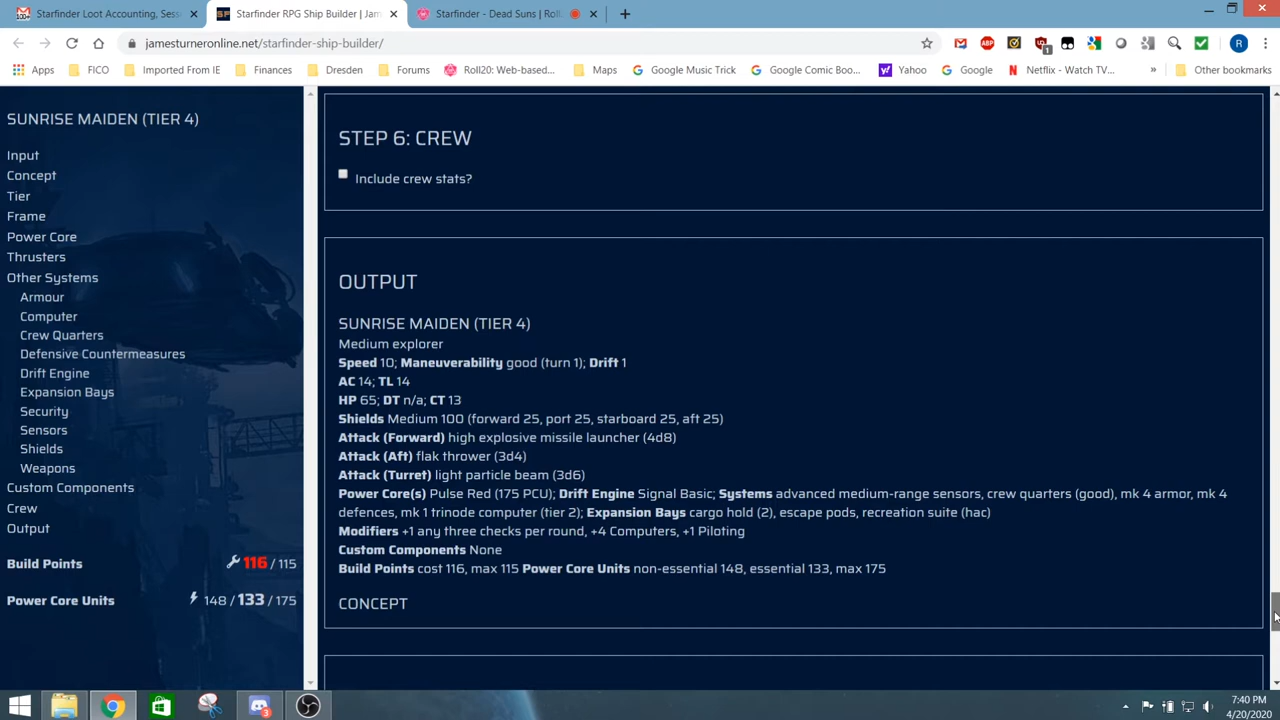 Starfinder Loot Accounting, Sess
Starfinder RPG Ship Builder | Jam
Starfinder - Dead Suns | Roll
jamesturneronline.net/starfinder-ship-builder/
Apps
FICO
Imported From IE
Finances
Dresden
Forums
Roll20: Web-based...
Maps
Google Music Trick
Google Comic Boo...
Yahoo
Google
Netflix - Watch TV...
»
Other bookmarks
SUNRISE MAIDEN (TIER 4)
Input
Concept
Tier
Frame
Power Core
Thrusters
Other Systems
Armour
Computer
Crew Quarters
Defensive Countermeasures
Drift Engine
Expansion Bays
Security
Sensors
Shields
Weapons
Custom Components
Crew
Output
Build Points 116 / 115
Power Core Units 148 / 133 / 175
STEP 6: CREW
Include crew stats?
OUTPUT
SUNRISE MAIDEN (TIER 4)
Medium explorer
Speed 10; Maneuverability good (turn 1); Drift 1
AC 14; TL 14
HP 65; DT n/a; CT 13
Shields Medium 100 (forward 25, port 25, starboard 25, aft 25)
Attack (Forward) high explosive missile launcher (4d8)
Attack (Aft) flak thrower (3d4)
Attack (Turret) light particle beam (3d6)
Power Core(s) Pulse Red (175 PCU); Drift Engine Signal Basic; Systems advanced medium-range sensors, crew quarters (good), mk 4 armor, mk 4
defences, mk 1 trinode computer (tier 2); Expansion Bays cargo hold (2), escape pods, recreation suite (hac)
Modifiers +1 any three checks per round, +4 Computers, +1 Piloting
Custom Components None
Build Points cost 116, max 115 Power Core Units non-essential 148, essential 133, max 175
CONCEPT
7:40 PM
4/20/2020